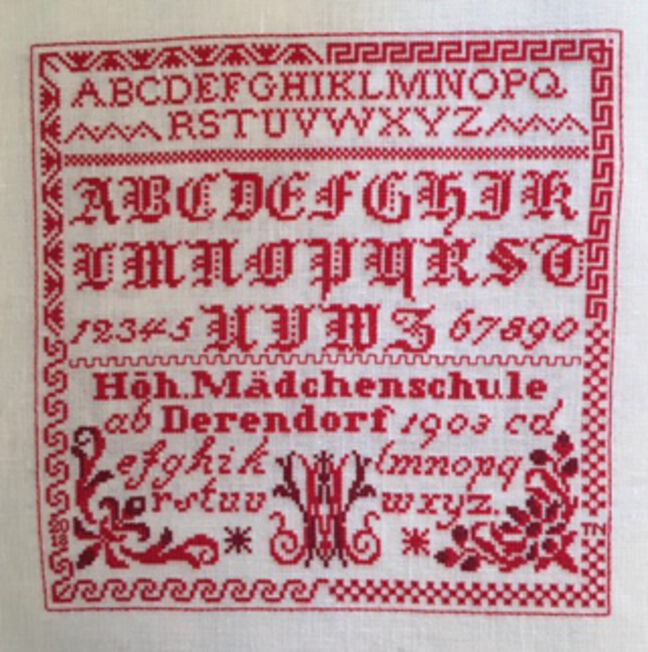 ABCDEFGHIKLMNOPQ
RSTUVWXYZ
ABCDEFGHIK
LMNOPQRST
12345 UVWZ 67890
Höh.Mädchenschule
ab Derendorf 1903 cd
efghik lmnopq
rstuv W wxyz.